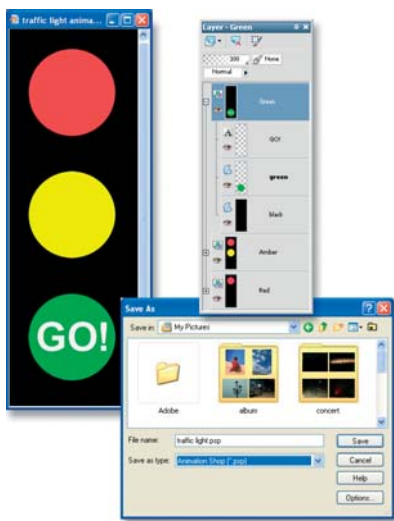 traffic light anima...
GO!
Layer - Green
100
None
Normal
Green
GO!
green
black
Amber
Red
Save As
Save in:
My Pictures
Adobe
album
concert
File name:
traffic light.psp
Save
Save as type:
Animation Shop (*.psp)
Cancel
Help
Options...